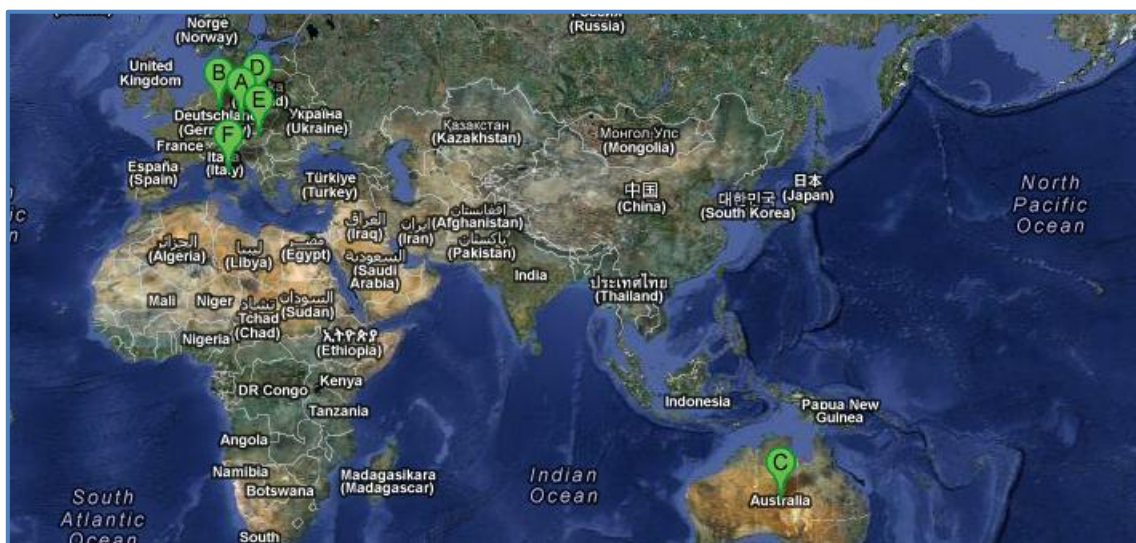 Norge
(Norway)
Россия
(Russia)
United
Kingdom
B
A
D
E
F
Deutschland
(Germany)
Україна
(Ukraine)
France
Italia
(Italy)
España
(Spain)
Türkiye
(Turkey)
Қазақстан
(Kazakhstan)
Монгол Улс
(Mongolia)
中国
(China)
대한민국
(South Korea)
日本
(Japan)
North
Pacific
Ocean
العراق
(Iraq)
ایران
(Iran)
افغانستان
(Afghanistan)
پاکستان
(Pakistan)
الجزائر
(Algeria)
ليبيا
(Libya)
مصر
(Egypt)
السعودية
(Saudi
Arabia)
India
ประเทศไทย
(Thailand)
Mali
Niger
تشاد
Tchad
(Chad)
السودان
(Sudan)
Nigeria
ኢትዮጵያ
(Ethiopia)
DR Congo
Kenya
Tanzania
Indonesia
Papua New
Guinea
Angola
Namibia
Botswana
Madagasikara
(Madagascar)
Indian
Ocean
C
Australia
South
Atlantic
Ocean
South